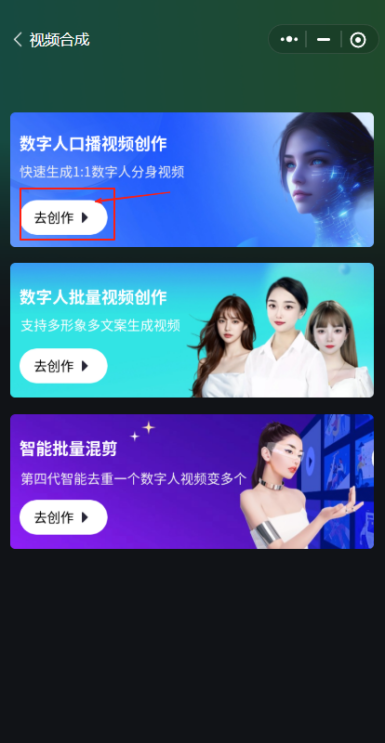 视频合成
数字人口播视频创作
快速生成1:1数字人分身视频
去创作
数字人批量视频创作
支持多形象多文案生成视频
去创作
智能批量混剪
第四代智能去重一个数字人视频变多个
去创作